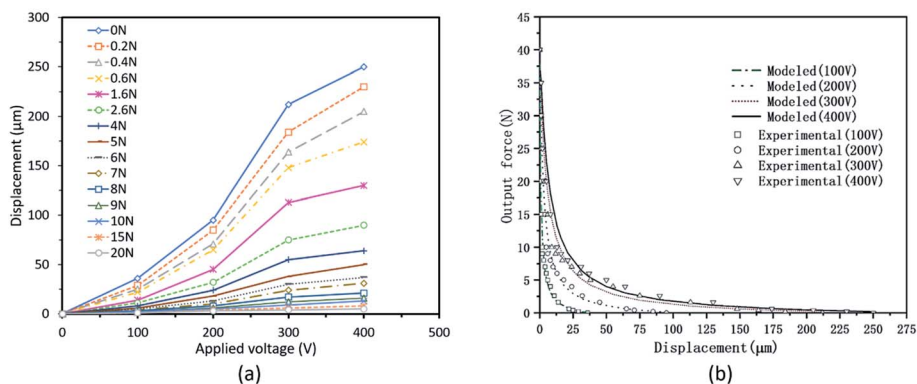 (a)
300
250
200
150
100
50
0
Displacement (μm)
0N
0.2N
0.4N
0.6N
1.6N
2.6N
4N
5N
6N
7N
8N
9N
10N
15N
20N
0 100 200 300 400 500
Applied voltage (V)
(a)
45
40
35
30
25
20
15
10
5
0
Output force(N)
Modeled(100V)
Modeled(200V)
Modeled(300V)
Modeled(400V)
Experimental(100V)
Experimental(200V)
Experimental(300V)
Experimental(400V)
0 25 50 75 100 125 150 175 200 225 250 275
Displacement(μm)
(b)